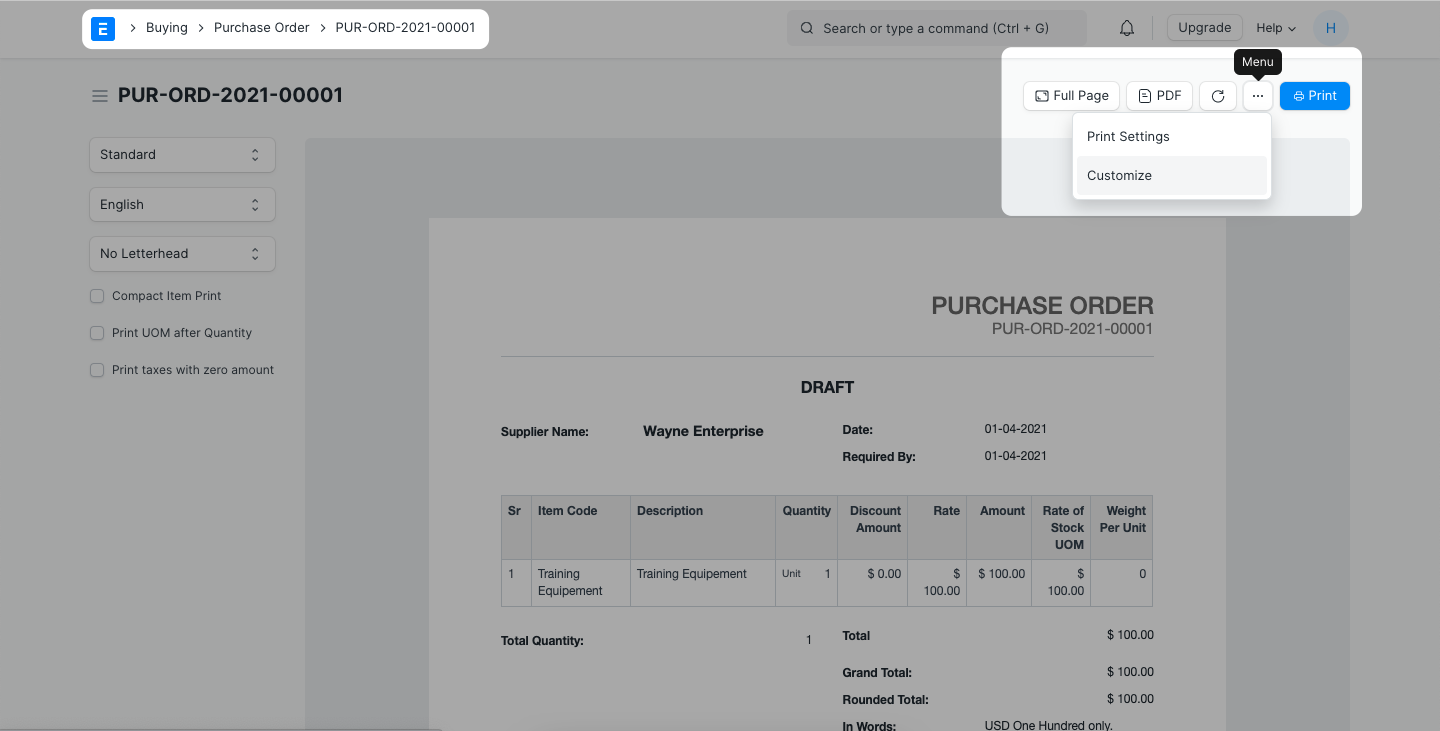 E Buying Purchase Order PUR-ORD-2021-00001
Search or type a command (Ctrl + G)
Upgrade
Help
H
Menu
PUR-ORD-2021-00001
Full Page
PDF
...
Print
Print Settings
Customize
Standard
English
No Letterhead
Compact Item Print
Print UOM after Quantity
Print taxes with zero amount
PURCHASE ORDER
PUR-ORD-2021-00001
DRAFT
Supplier Name: Wayne Enterprise
Date: 01-04-2021
Required By: 01-04-2021
Sr Item Code Description Quantity Discount Rate Amount Rate of Weight
Amount Stock Per Unit
UOM
1 Training Training Equipement Unit 1 $ 0.00 $ $ 100.00 $ 0
Equipement 100.00 100.00
Total Quantity: 1
Total $ 100.00
Grand Total: $ 100.00
Rounded Total: $ 100.00
In Words: USD One Hundred only.